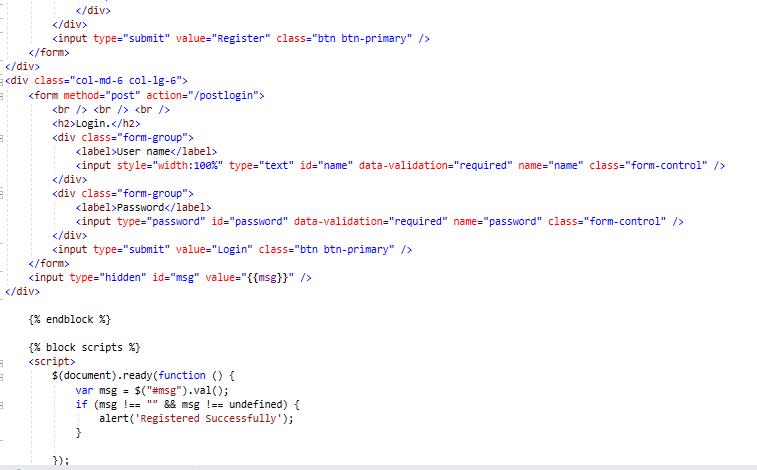 </div>
</div>
<input type="submit" value="Register" class="btn btn-primary" />
</form>
</div>
<div class="col-md-6 col-lg-6">
<form method="post" action="/postlogin">
<br /> <br /> <br />
<h2>Login.</h2>
<div class="form-group">
<label>User name</label>
<input style="width:100%" type="text" id="name" data-validation="required" name="name" class="form-control" />
</div>
<div class="form-group">
<label>Password</label>
<input type="password" id="password" data-validation="required" name="password" class="form-control" />
</div>
<input type="submit" value="Login" class="btn btn-primary" />
</form>
<input type="hidden" id="msg" value="{{msg}}" />
</div>
{% endblock %}
{% block scripts %}
<script>
$(document).ready(function () {
var msg = $("#msg").val();
if (msg !== "" && msg !== undefined) {
alert('Registered Successfully');
}
});